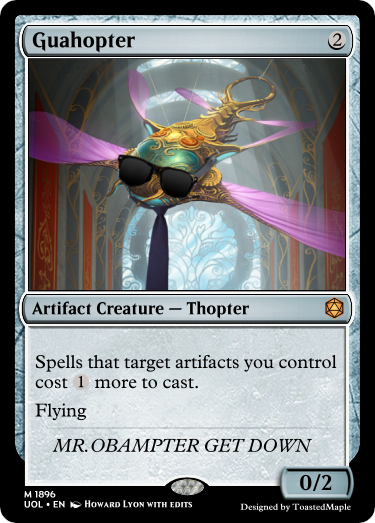 Guahopter 2
Artifact Creature — Thopter
Spells that target artifacts you control
cost 1 more to cast.
Flying
MR.OBAMPTER GET DOWN
0/2
M 1896
UOL • EN Howard Lyon with edits
Designed by ToastedMaple